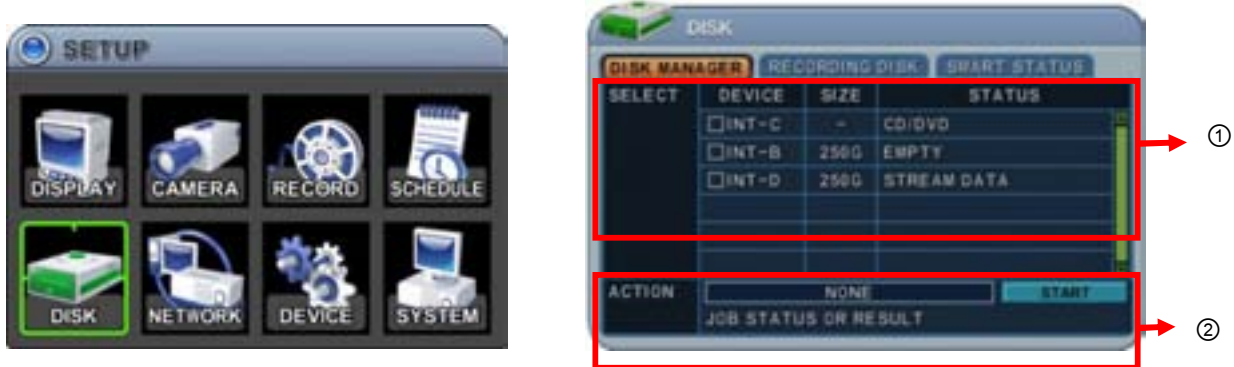 SETUP
DISPLAY CAMERA RECORD SCHEDULE
DISK NETWORK DEVICE SYSTEM
DISK
DISK MANAGER RECORDING DISK SMART STATUS
SELECT DEVICE SIZE STATUS
INT-C - CD/DVD
INT-B 250G EMPTY
INT-D 250G STREAM DATA
ACTION NONE START
JOB STATUS OR RESULT
①
②